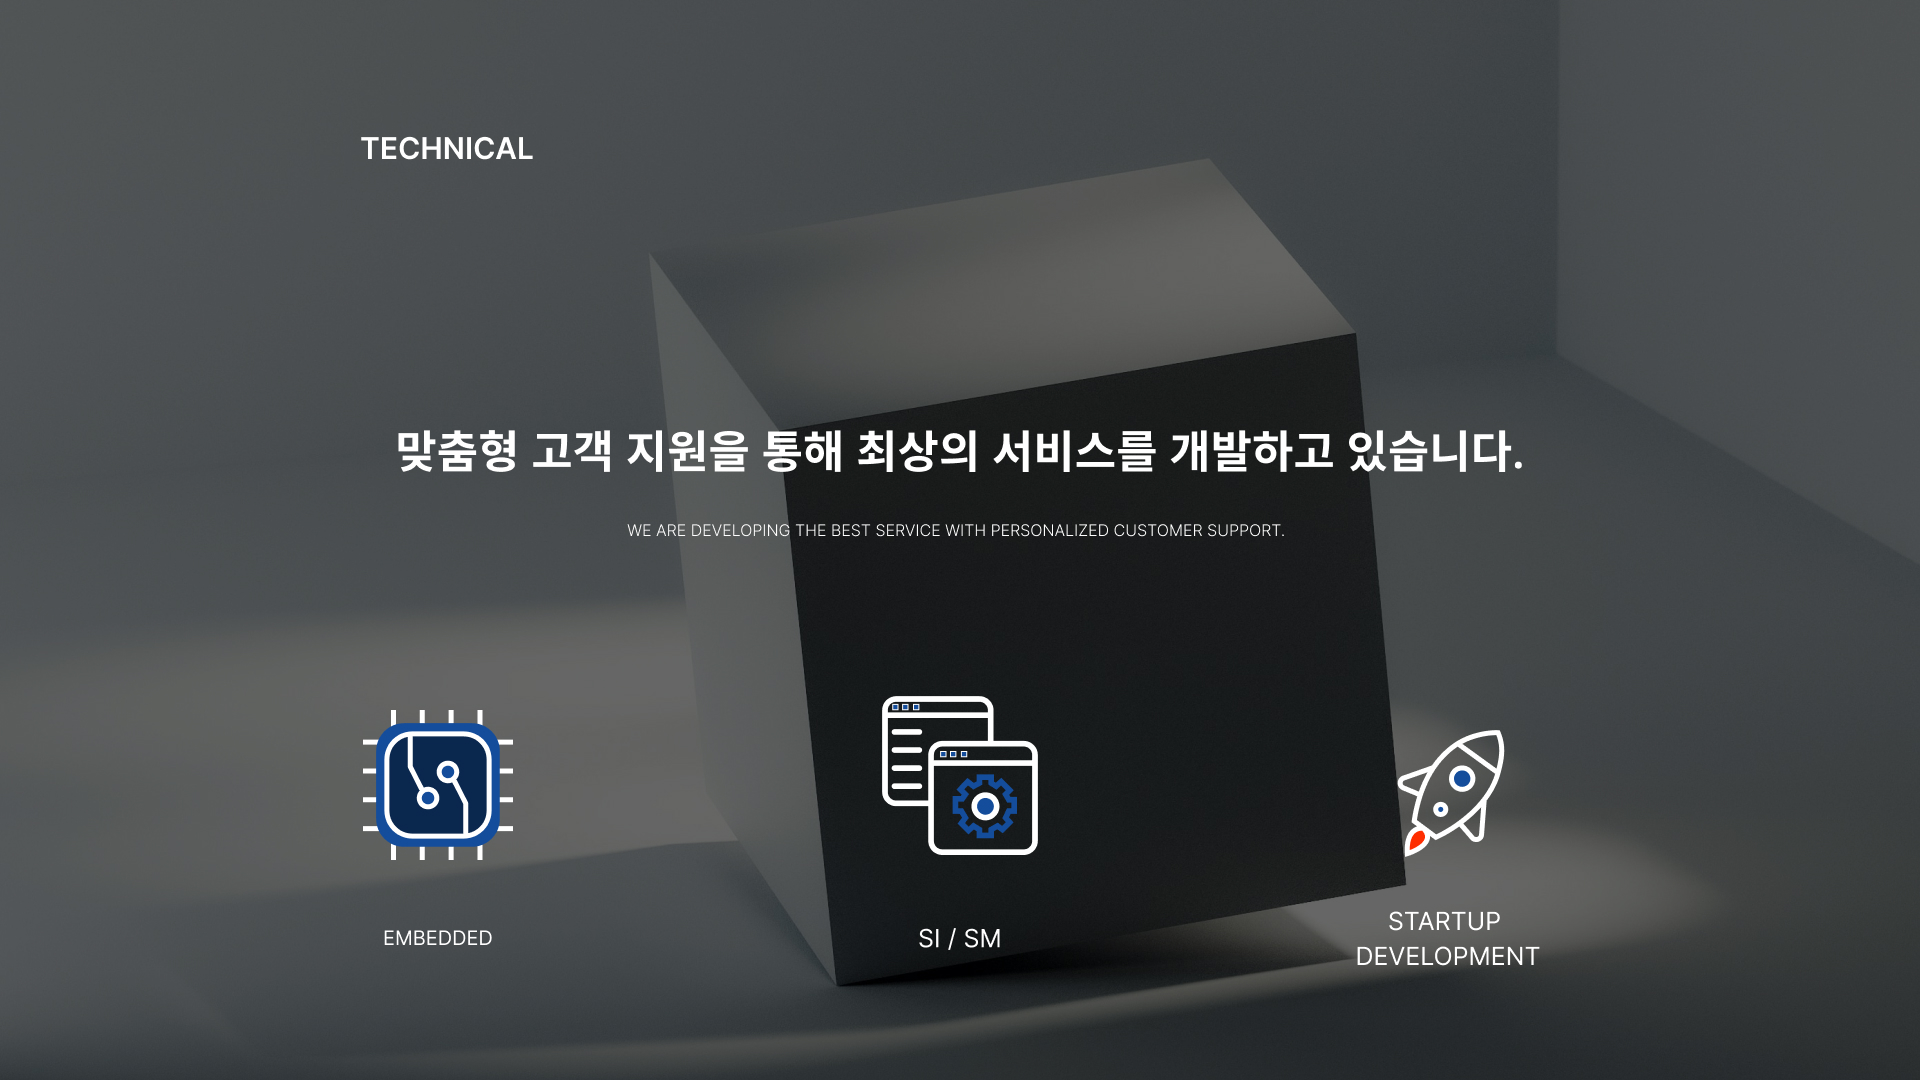 TECHNICAL
맞춤형 고객 지원을 통해 최상의 서비스를 개발하고 있습니다.
WE ARE DEVELOPING THE BEST SERVICE WITH PERSONALIZED CUSTOMER SUPPORT.
EMBEDDED
SI / SM
STARTUP
DEVELOPMENT